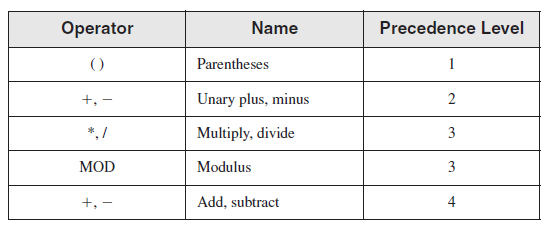 Operator Name Precedence Level
( ) Parentheses 1
+, − Unary plus, minus 2
*, / Multiply, divide 3
MOD Modulus 3
+, − Add, subtract 4